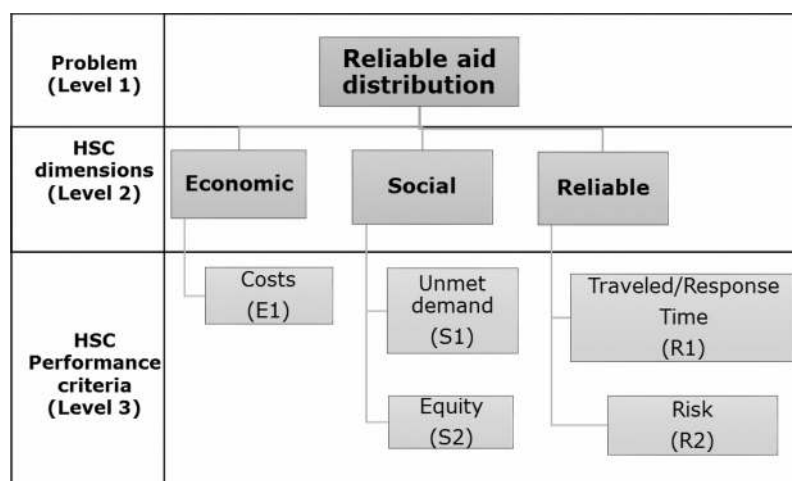 Problem
(Level 1)
Reliable aid
distribution
HSC
dimensions
(Level 2)
Economic
Social
Reliable
HSC
Performance
criteria
(Level 3)
Costs
(E1)
Unmet
demand
(S1)
Traveled/Response
Time
(R1)
Equity
(S2)
Risk
(R2)